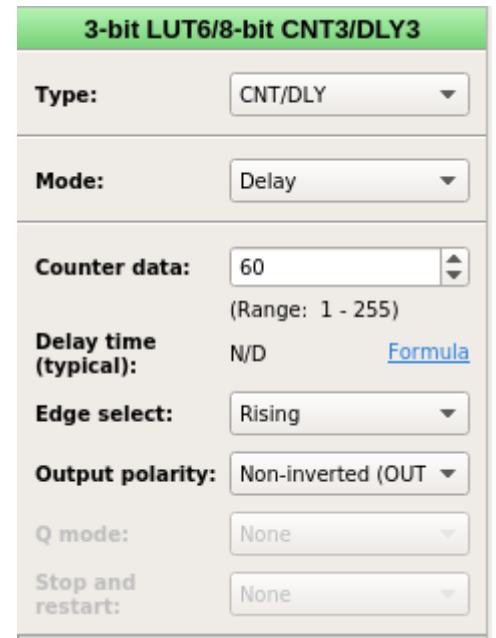 3-bit LUT6/8-bit CNT3/DLY3
Type: CNT/DLY
Mode: Delay
Counter data: 60
(Range: 1 - 255)
Delay time
(typical): N/D Formula
Edge select: Rising
Output polarity: Non-inverted (OUT
Q mode: None
Stop and
restart: None